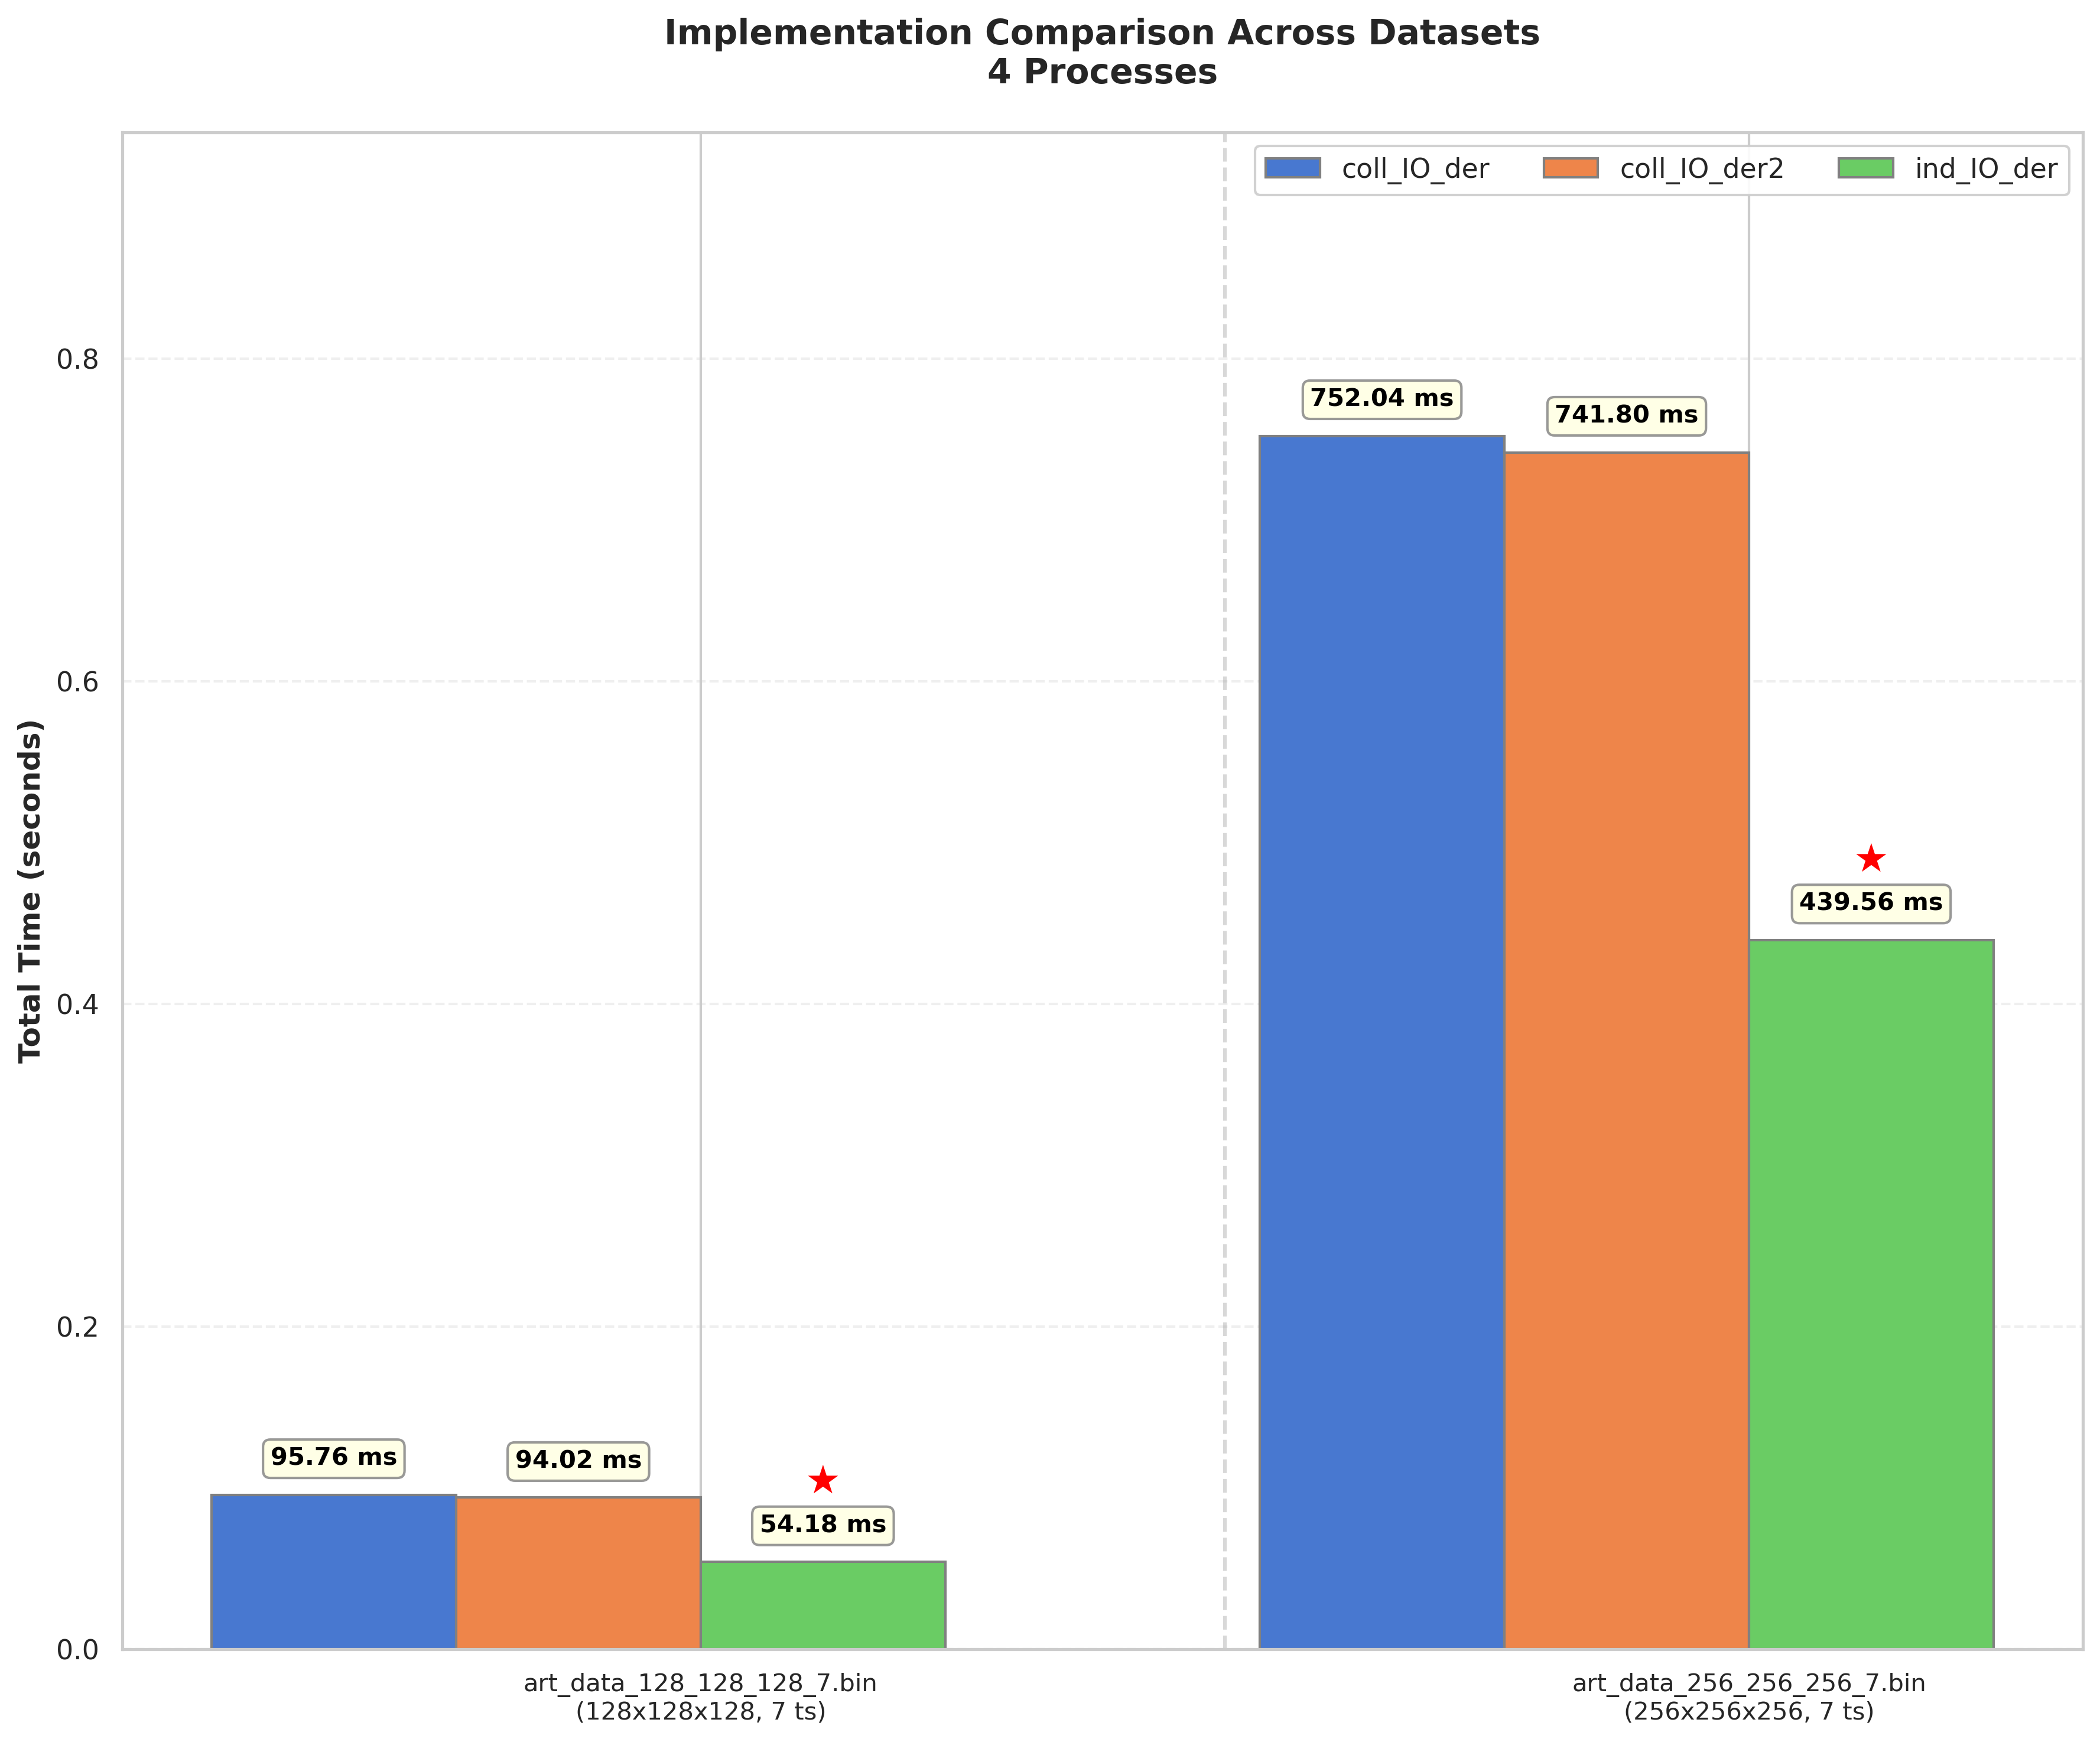 Implementation Comparison Across Datasets
4 Processes
coll_IO_der
coll_IO_der2
ind_IO_der
Total Time (seconds)
0.8
0.6
0.4
0.2
0.0
752.04 ms
741.80 ms
439.56 ms
95.76 ms
94.02 ms
54.18 ms
art_data_128_128_128_7.bin
(128x128x128, 7 ts)
art_data_256_256_256_7.bin
(256x256x256, 7 ts)